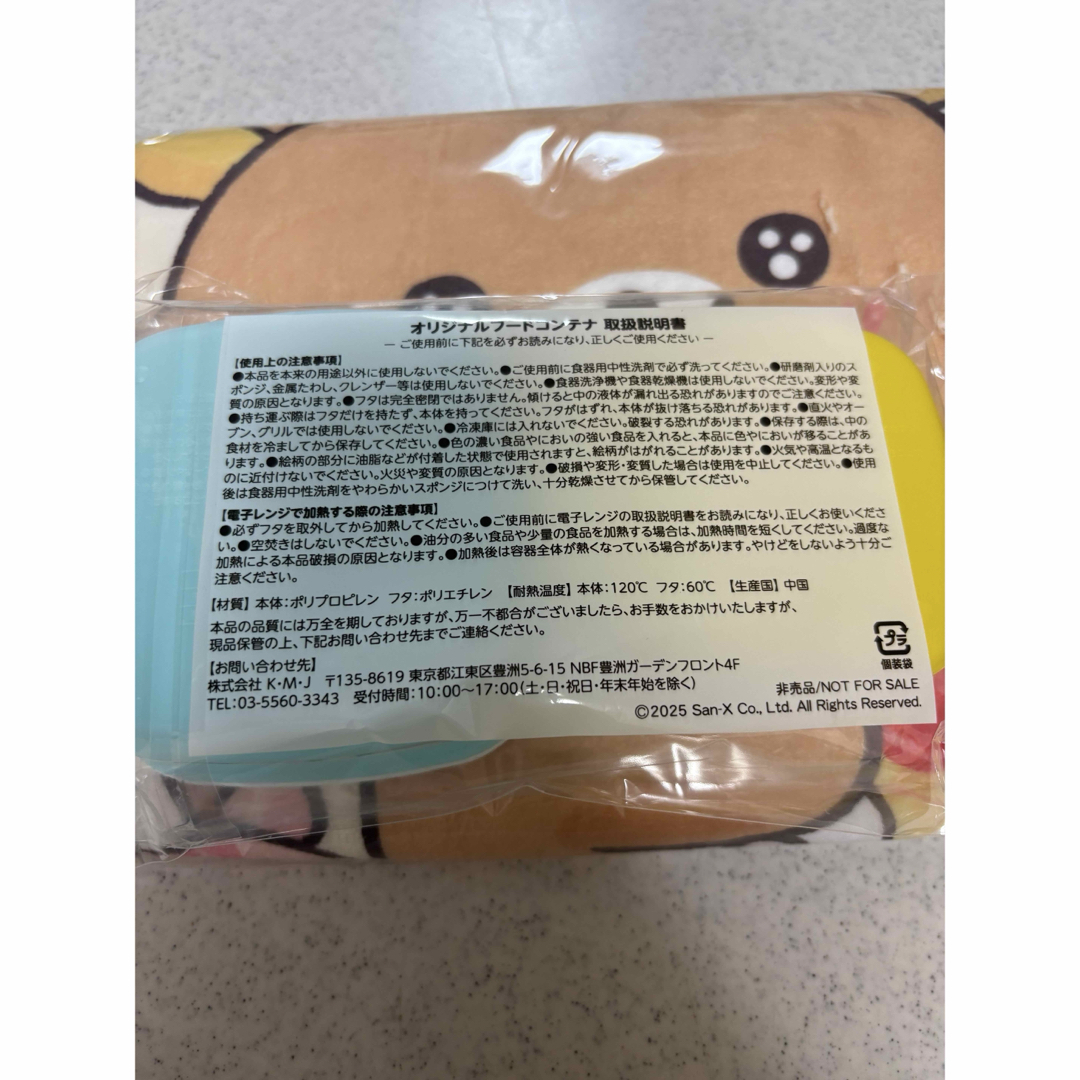 オリジナルフードコンテナ 取扱説明書
― ご使用前に下記を必ずお読みになり、正しくご使用ください ―
【使用上の注意事項】
●本品を本来の用途以外に使用しないでください。●ご使用前に食器用中性洗剤で必ず洗ってください。●研磨剤入りのス
ポンジ、金属たわし、クレンザー等は使用しないでください。●食器洗浄機や食器乾燥機は使用しないでください。変形や変
質の原因となります。●フタは完全密閉ではありません。傾けると中の液体が漏れ出る恐れがありますのでご注意ください。
●持ち運ぶ際はフタだけを持たず、本体を持ってください。フタがはずれ、本体が抜け落ちる恐れがあります。●直火やオー
ブン、グリルでは使用しないでください。●冷凍庫には入れないでください。破裂する恐れがあります。●保存する際は、中の
食材を冷ましてから保存してください。●色の濃い食品やにおいの強い食品を入れると、本品に色やにおいが移ることがあ
ります。●絵柄の部分に油脂などが付着した状態で使用されますと、絵柄がはがれることがあります。●火気や高温となるも
のに近付けないでください。火災や変質の原因となります。●破損や変形・変質した場合は使用を中止してください。●使用
後は食器用中性洗剤をやわらかいスポンジにつけて洗い、十分乾燥させてから保管してください。
【電子レンジで加熱する際の注意事項】
●必ずフタを取外してから加熱してください。●ご使用前に電子レンジの取扱説明書をお読みになり、正しくお使いくださ
い。●空焚きはしないでください。●油分の多い食品や少量の食品を加熱する場合は、加熱時間を短くしてください。過度な
加熱による本品破損の原因となります。●加熱後は容器全体が熱くなっている場合があります。やけどをしないよう十分ご
注意ください。
【材質】本体：ポリプロピレン フタ：ポリエチレン 【耐熱温度】本体：120℃ フタ：60℃ 【生産国】中国
本品の品質には万全を期しておりますが、万一不都合がございましたら、お手数をおかけいたしますが、
現品保管の上、下記お問い合わせ先までご連絡ください。
【お問い合わせ先】
株式会社 K・M・J 〒135-8619 東京都江東区豊洲5-6-15 NBF豊洲ガーデンフロント4F
TEL：03-5560-3343 受付時間：10：00～17：00（土・日・祝日・年末年始を除く）
プラ
個装袋
非売品/NOT FOR SALE
©2025 San-X Co., Ltd. All Rights Reserved.